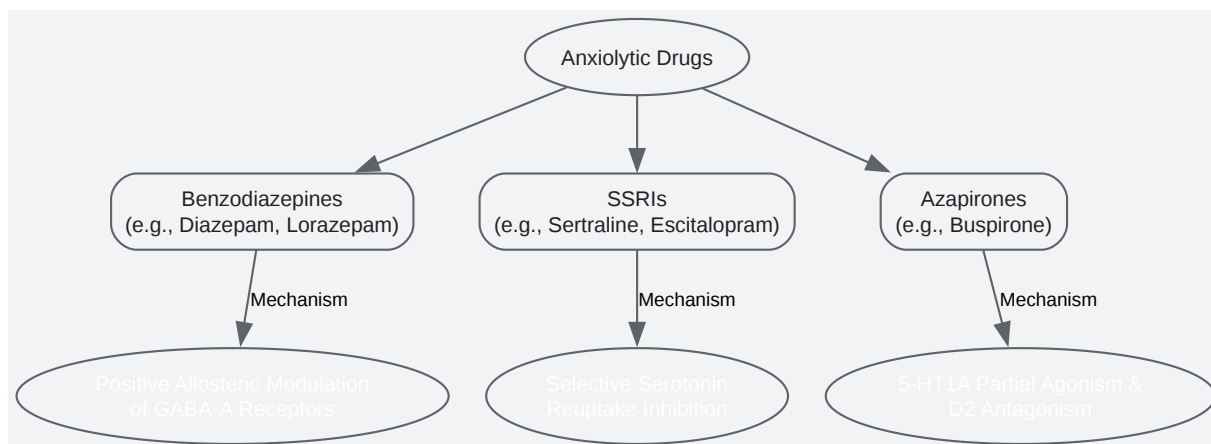 Anxiolytic Drugs
Benzodiazepines
(e.g., Diazepam, Lorazepam)
SSRIs
(e.g., Sertraline, Escitalopram)
Azapirones
(e.g., Buspirone)
Mechanism
Mechanism
Mechanism
Positive Allosteric Modulation
of GABA-A Receptors
Selective Serotonin
Reuptake Inhibition
5-HT1A Partial Agonism &
D2 Antagonism